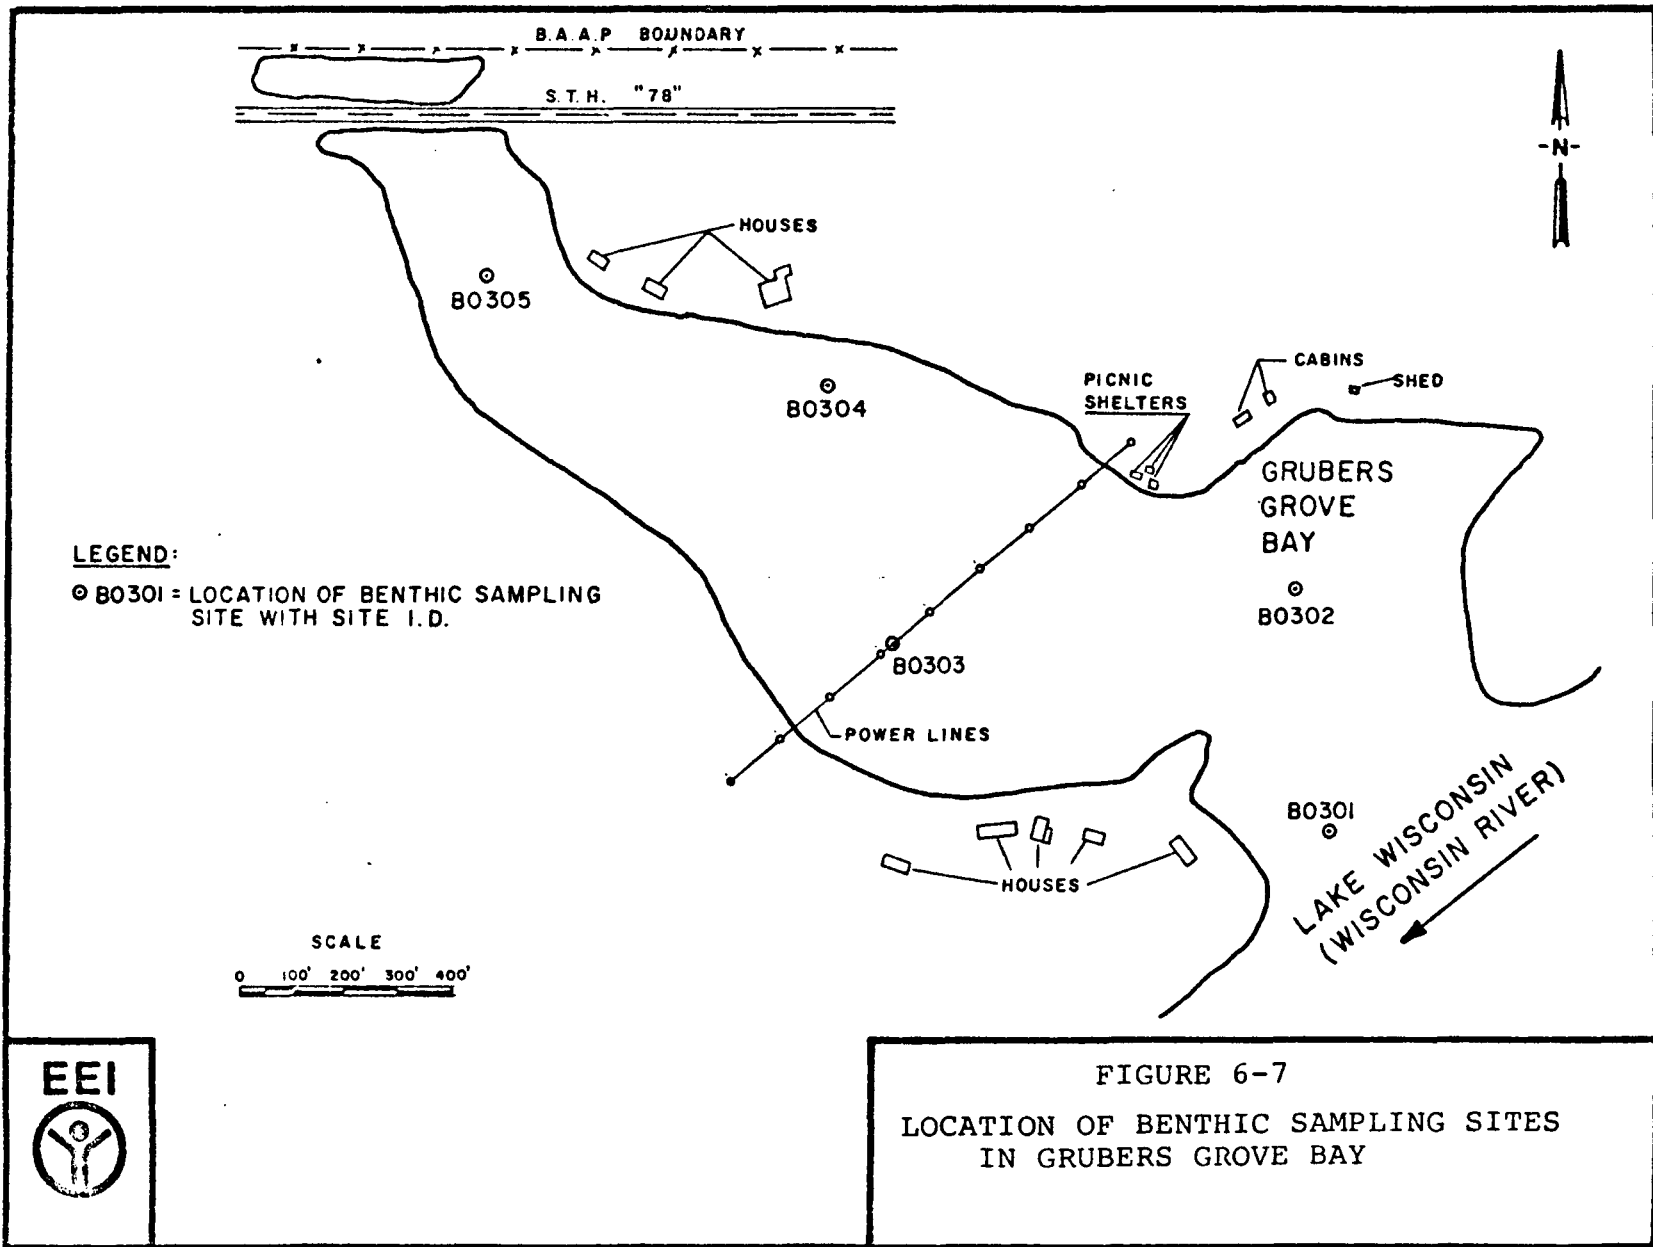 B.A.A.P BOUNDARY
S.T.H. "78"
-N-
HOUSES
B0305
B0304
CABINS
SHED
PICNIC
SHELTERS
GRUBERS
GROVE
BAY
LEGEND:
B0301 = LOCATION OF BENTHIC SAMPLING
SITE WITH SITE I.D.
B0302
B0303
POWER LINES
B0301
LAKE WISCONSIN
(WISCONSIN RIVER)
HOUSES
SCALE
0 100' 200' 300' 400'
EEI
FIGURE 6-7
LOCATION OF BENTHIC SAMPLING SITES
IN GRUBERS GROVE BAY